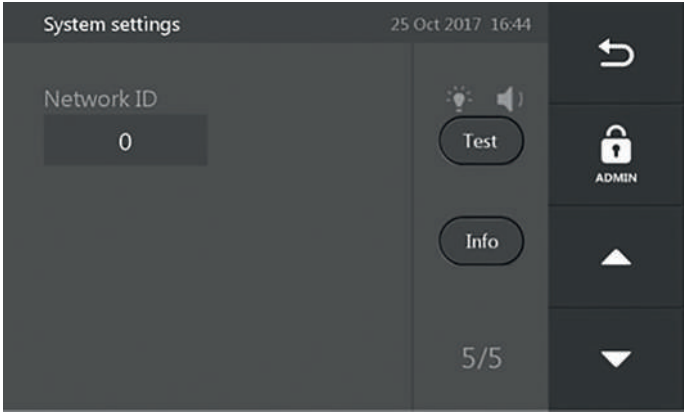 System settings
25 Oct 2017 16:44
Network ID
0
Test
ADMIN
Info
5/5